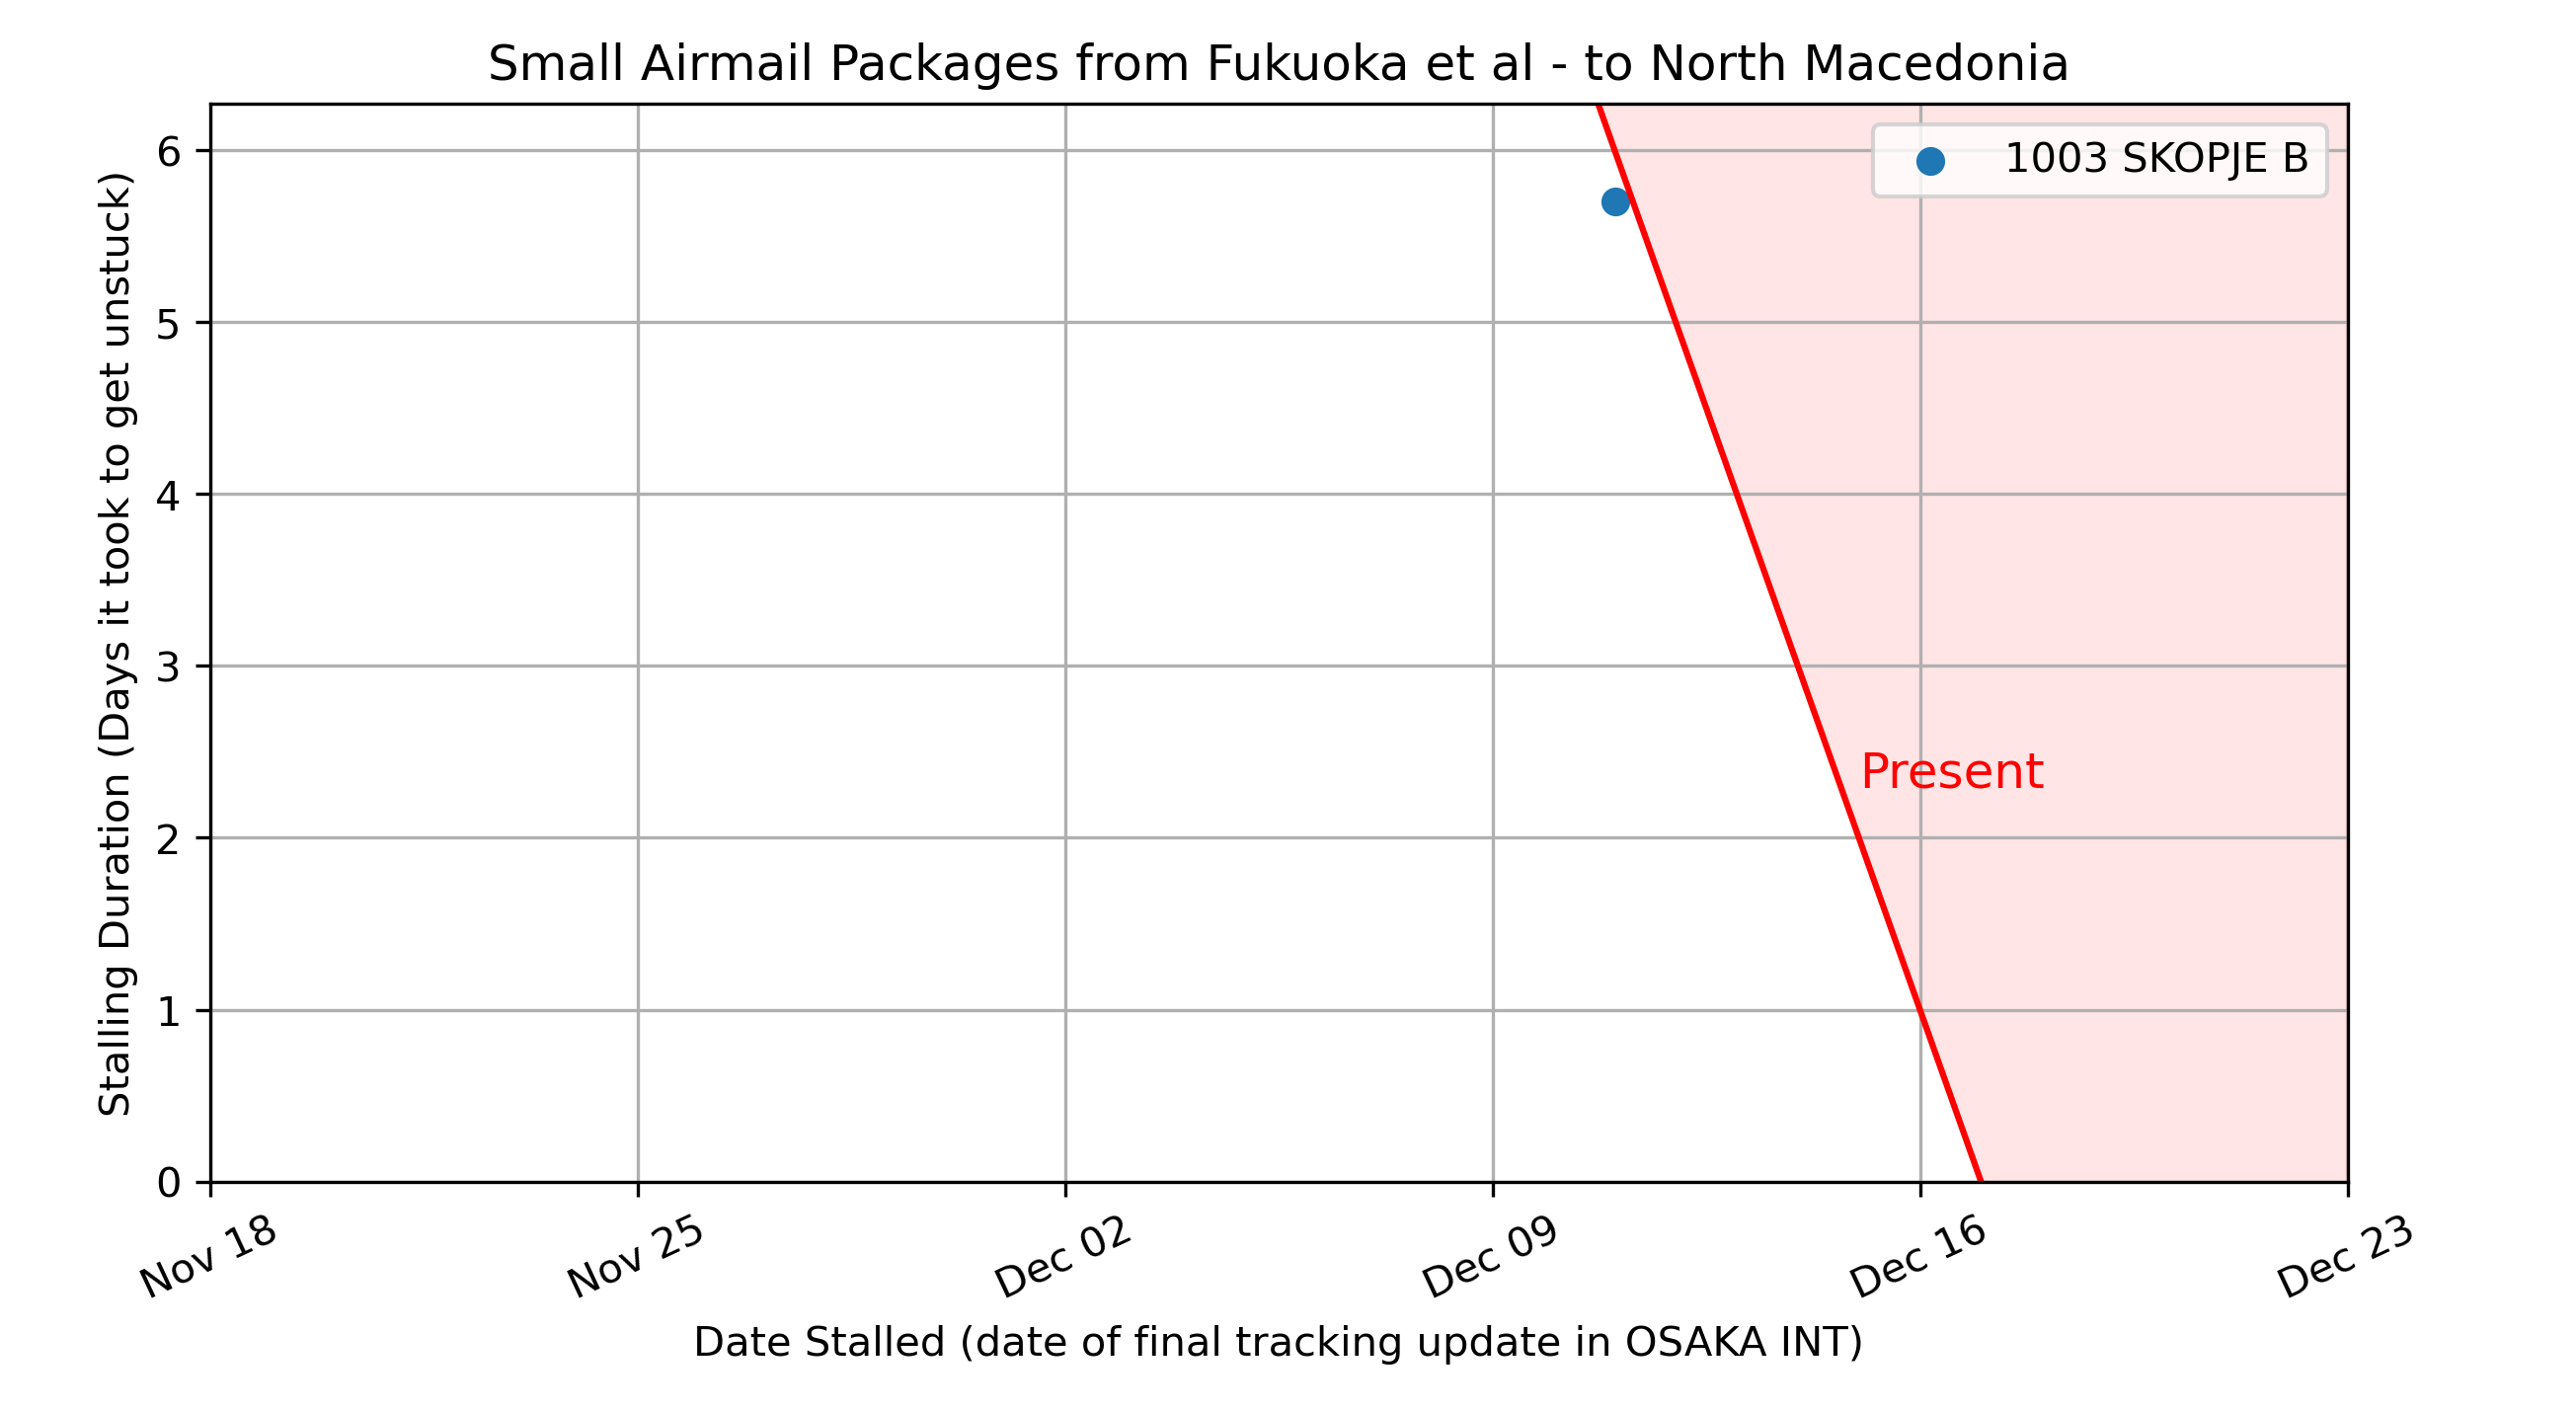 Small Airmail Packages from Fukuoka et al - to North Macedonia
1003 SKOPJE B
Stalling Duration (Days it took to get unstuck)
6
5
4
3
2
1
0
Present
Nov 18
Nov 25
Dec 02
Dec 09
Dec 16
Dec 23
Date Stalled (date of final tracking update in OSAKA INT)